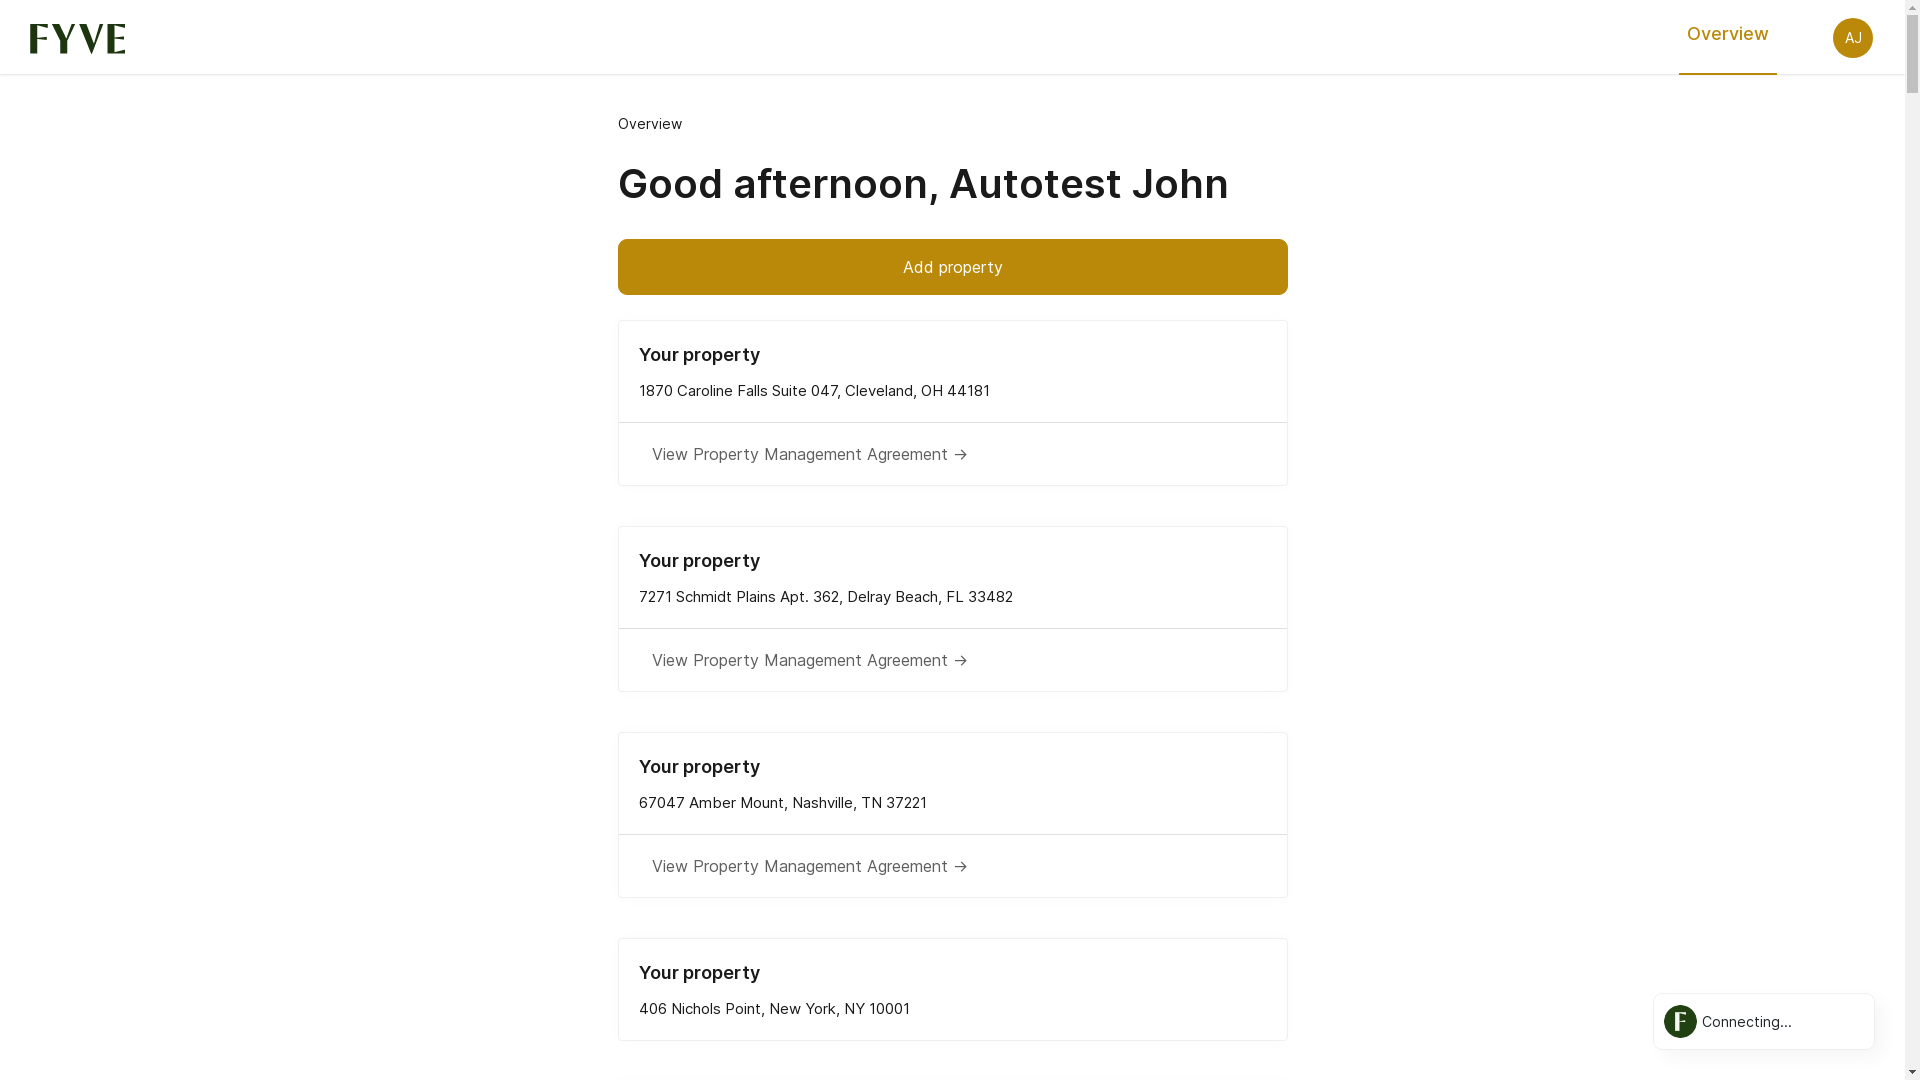 FYVE
Overview
AJ
Overview
Good afternoon, Autotest John
Add property
Your property
1870 Caroline Falls Suite 047, Cleveland, OH 44181
View Property Management Agreement →
Your property
7271 Schmidt Plains Apt. 362, Delray Beach, FL 33482
View Property Management Agreement →
Your property
67047 Amber Mount, Nashville, TN 37221
View Property Management Agreement →
Your property
406 Nichols Point, New York, NY 10001
F Connecting...